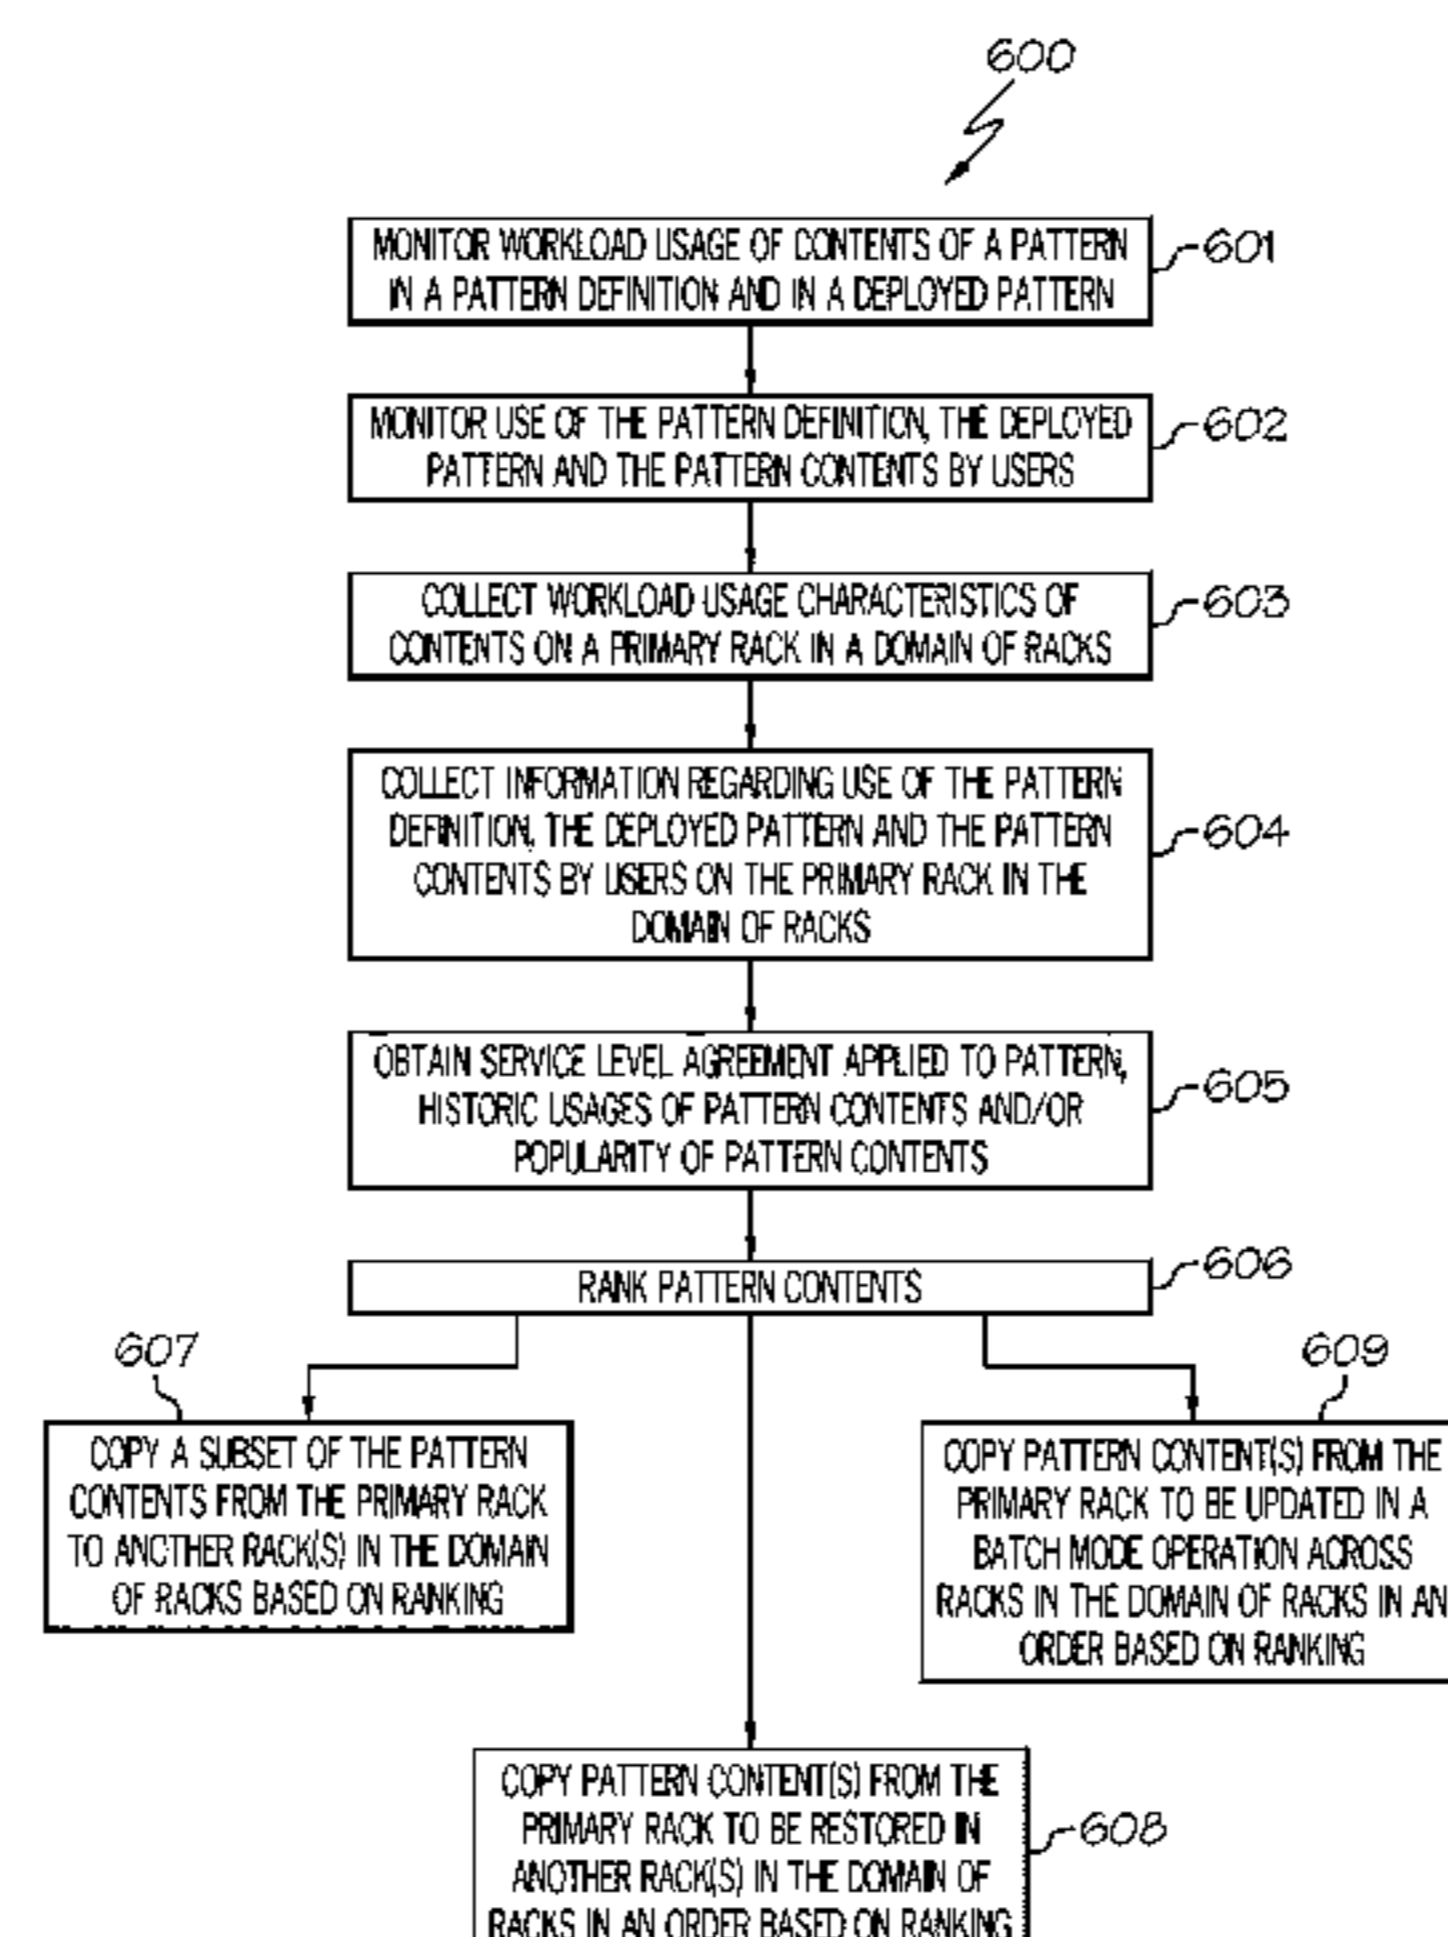 600
MONITOR WORKLOAD USAGE OF CONTENTS OF A PATTERN
IN A PATTERN DEFINITION AND IN A DEPLOYED PATTERN
601
MONITOR USE OF THE PATTERN DEFINITION, THE DEPLOYED
PATTERN AND THE PATTERN CONTENTS BY USERS
602
COLLECT WORKLOAD USAGE CHARACTERISTICS OF
CONTENTS ON A PRIMARY RACK IN A DOMAIN OF RACKS
603
COLLECT INFORMATION REGARDING USE OF THE PATTERN
DEFINITION, THE DEPLOYED PATTERN AND THE PATTERN
CONTENTS BY USERS ON THE PRIMARY RACK IN THE
DOMAIN OF RACKS
604
OBTAIN SERVICE LEVEL AGREEMENT APPLIED TO PATTERN,
HISTORIC USAGES OF PATTERN CONTENTS AND/OR
POPULARITY OF PATTERN CONTENTS
605
RANK PATTERN CONTENTS
606
607
COPY A SUBSET OF THE PATTERN
CONTENTS FROM THE PRIMARY RACK
TO ANOTHER RACK(S) IN THE DOMAIN
OF RACKS BASED ON RANKING
609
COPY PATTERN CONTENT(S) FROM THE
PRIMARY RACK TO BE UPDATED IN A
BATCH MODE OPERATION ACROSS
RACKS IN THE DOMAIN OF RACKS IN AN
ORDER BASED ON RANKING
COPY PATTERN CONTENT(S) FROM THE
PRIMARY RACK TO BE RESTORED IN
ANOTHER RACK(S) IN THE DOMAIN OF
RACKS IN AN ORDER BASED ON RANKING
608